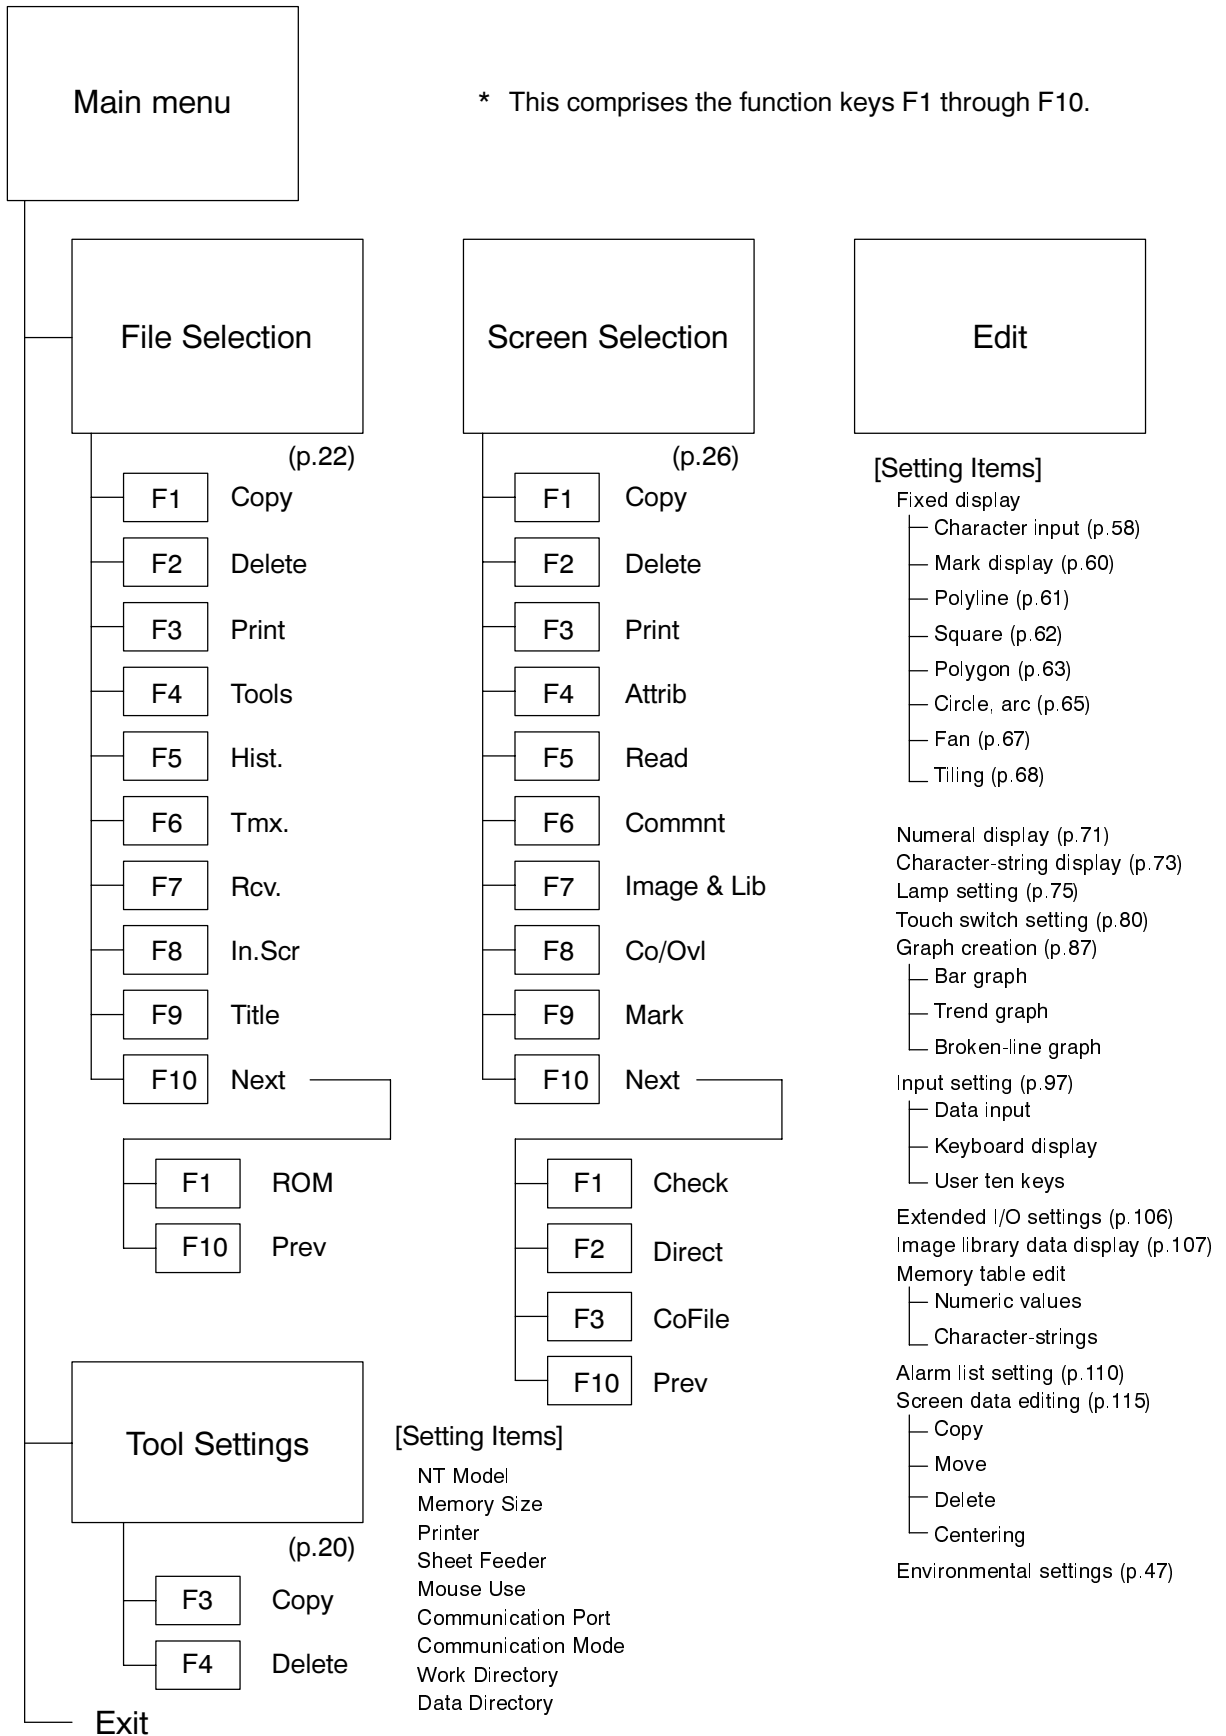 Main menu
* This comprises the function keys F1 through F10.
File Selection
(p.22)
F1 Copy
F2 Delete
F3 Print
F4 Tools
F5 Hist.
F6 Tmx.
F7 Rcv.
F8 In.Scr
F9 Title
F10 Next
F1 ROM
F10 Prev
Screen Selection
(p.26)
F1 Copy
F2 Delete
F3 Print
F4 Attrib
F5 Read
F6 Commnt
F7 Image & Lib
F8 Co/Ovl
F9 Mark
F10 Next
F1 Check
F2 Direct
F3 CoFile
F10 Prev
Edit
[Setting Items]
Fixed display
Character input (p.58)
Mark display (p.60)
Polyline (p.61)
Square (p.62)
Polygon (p.63)
Circle, arc (p.65)
Fan (p.67)
Tiling (p.68)
Numeral display (p.71)
Character-string display (p.73)
Lamp setting (p.75)
Touch switch setting (p.80)
Graph creation (p.87)
Bar graph
Trend graph
Broken-line graph
Input setting (p.97)
Data input
Keyboard display
User ten keys
Extended I/O settings (p.106)
Image library data display (p.107)
Memory table edit
Numeric values
Character-strings
Alarm list setting (p.110)
Screen data editing (p.115)
Copy
Move
Delete
Centering
Environmental settings (p.47)
Tool Settings
(p.20)
F3 Copy
F4 Delete
[Setting Items]
NT Model
Memory Size
Printer
Sheet Feeder
Mouse Use
Communication Port
Communication Mode
Work Directory
Data Directory
Exit